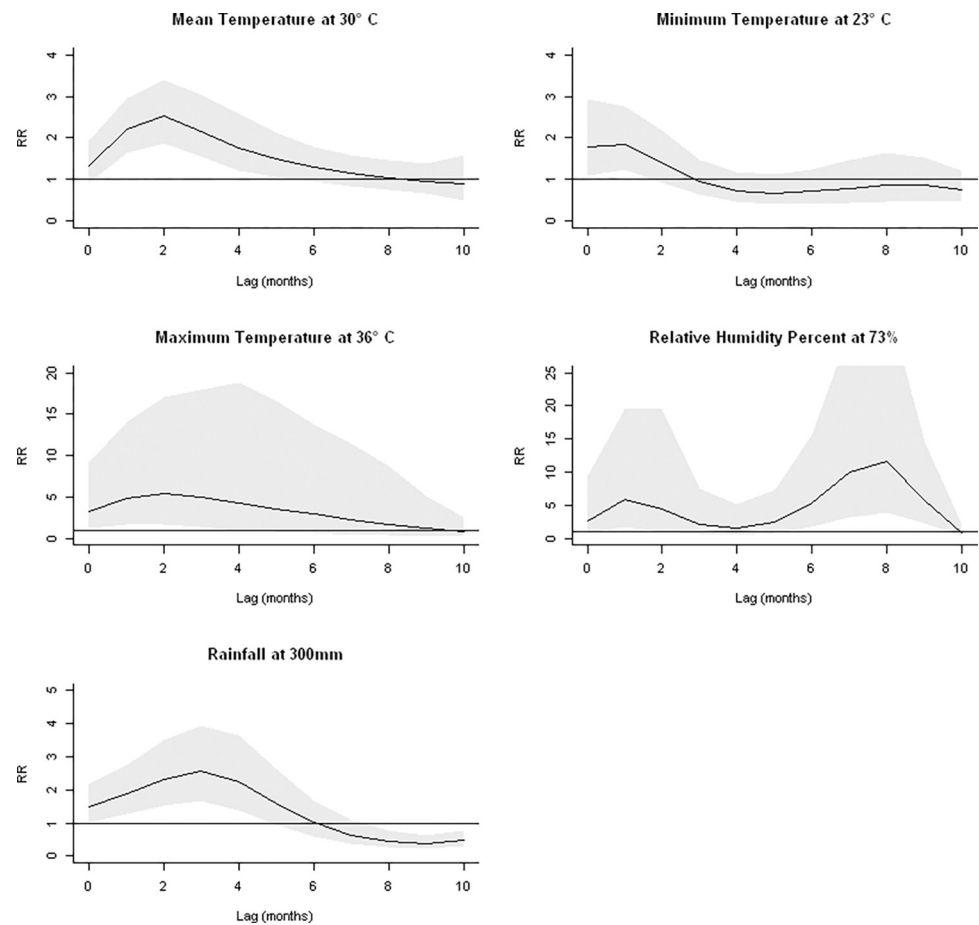 Mean Temperature at 30° C
RR
4
3
2
1
0
0 2 4 6 8 10
Lag (months)
Minimum Temperature at 23° C
RR
4
3
2
1
0
0 2 4 6 8 10
Lag (months)
Maximum Temperature at 36° C
RR
20
15
10
5
0
0 2 4 6 8 10
Lag (months)
Relative Humidity Percent at 73%
RR
25
20
15
10
5
0
0 2 4 6 8 10
Lag (months)
Rainfall at 300mm
RR
5
4
3
2
1
0
0 2 4 6 8 10
Lag (months)